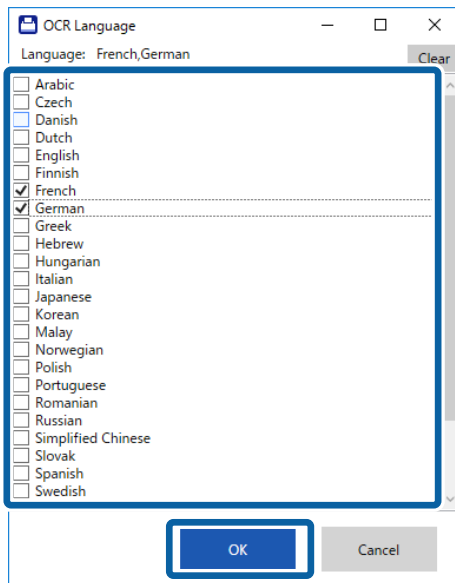 OCR Language
Language: French,German
Clear
Arabic
Czech
Danish
Dutch
English
Finnish
French
German
Greek
Hebrew
Hungarian
Italian
Japanese
Korean
Malay
Norwegian
Polish
Portuguese
Romanian
Russian
Simplified Chinese
Slovak
Spanish
Swedish
OK Cancel